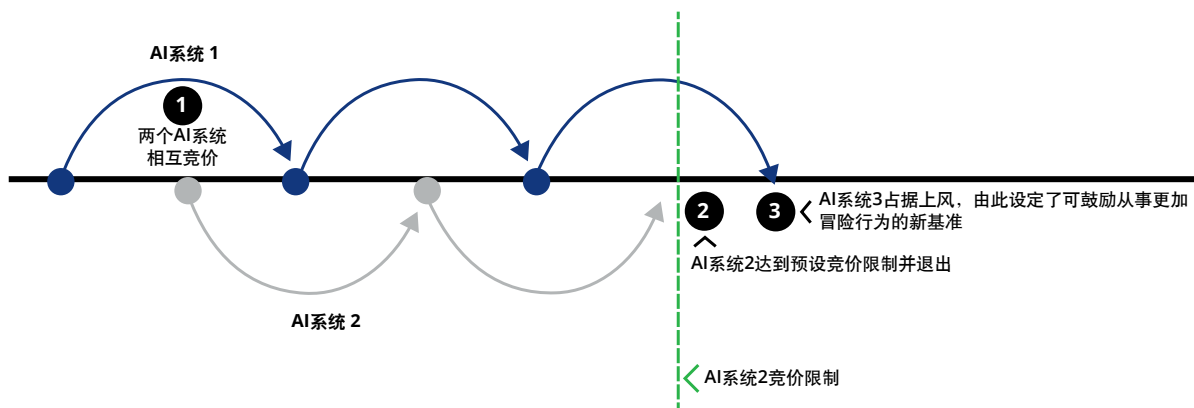 AI系统 1
1
两个AI系统
相互竞价
2
3
AI系统3占据上风，由此设定了可鼓励从事更加
冒险行为的新基准
AI系统2达到预设竞价限制并退出
AI系统 2
AI系统2竞价限制